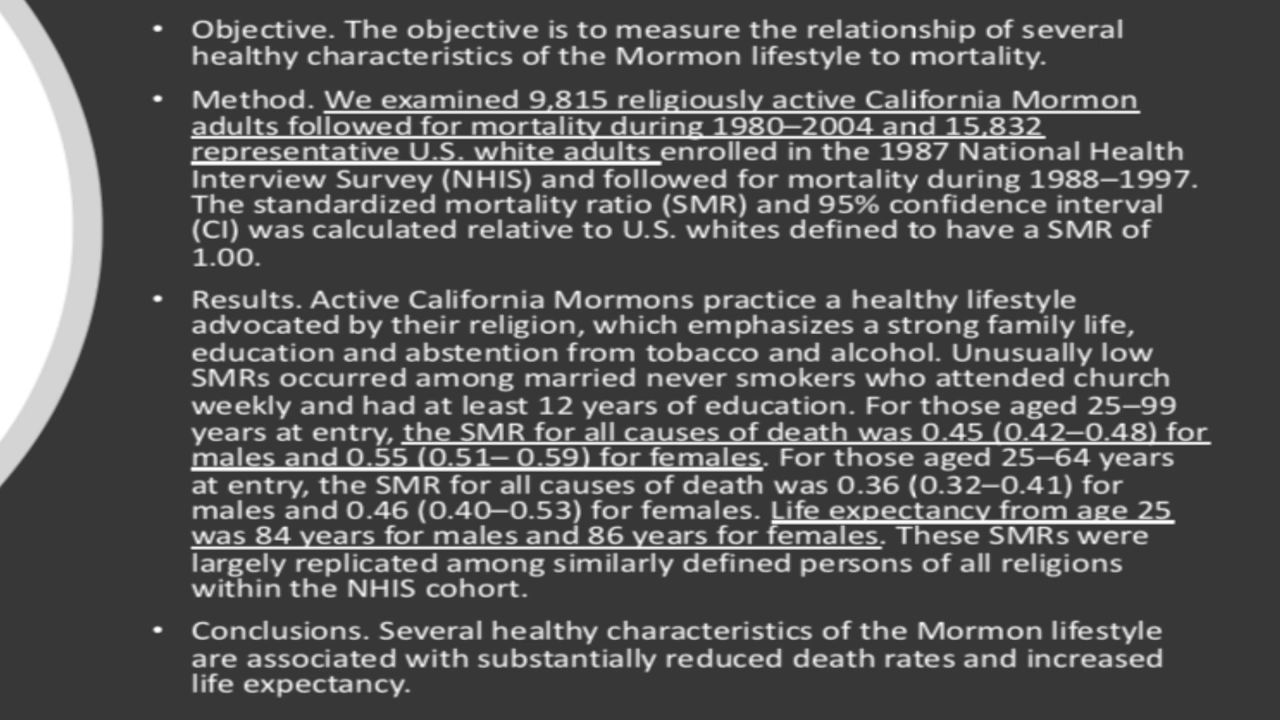 • Objective. The objective is to measure the relationship of several
healthy characteristics of the Mormon lifestyle to mortality.
• Method. We examined 9,815 religiously active California Mormon
adults followed for mortality during 1980–2004 and 15,832
representative U.S. white adults enrolled in the 1987 National Health
Interview Survey (NHIS) and followed for mortality during 1988–1997.
The standardized mortality ratio (SMR) and 95% confidence interval
(CI) was calculated relative to U.S. whites defined to have a SMR of
1.00.
• Results. Active California Mormons practice a healthy lifestyle
advocated by their religion, which emphasizes a strong family life,
education and abstention from tobacco and alcohol. Unusually low
SMRs occurred among married never smokers who attended church
weekly and had at least 12 years of education. For those aged 25–99
years at entry, the SMR for all causes of death was 0.45 (0.42–0.48) for
males and 0.55 (0.51– 0.59) for females. For those aged 25–64 years
at entry, the SMR for all causes of death was 0.36 (0.32–0.41) for
males and 0.46 (0.40–0.53) for females. Life expectancy from age 25
was 84 years for males and 86 years for females. These SMRs were
largely replicated among similarly defined persons of all religions
within the NHIS cohort.
• Conclusions. Several healthy characteristics of the Mormon lifestyle
are associated with substantially reduced death rates and increased
life expectancy.